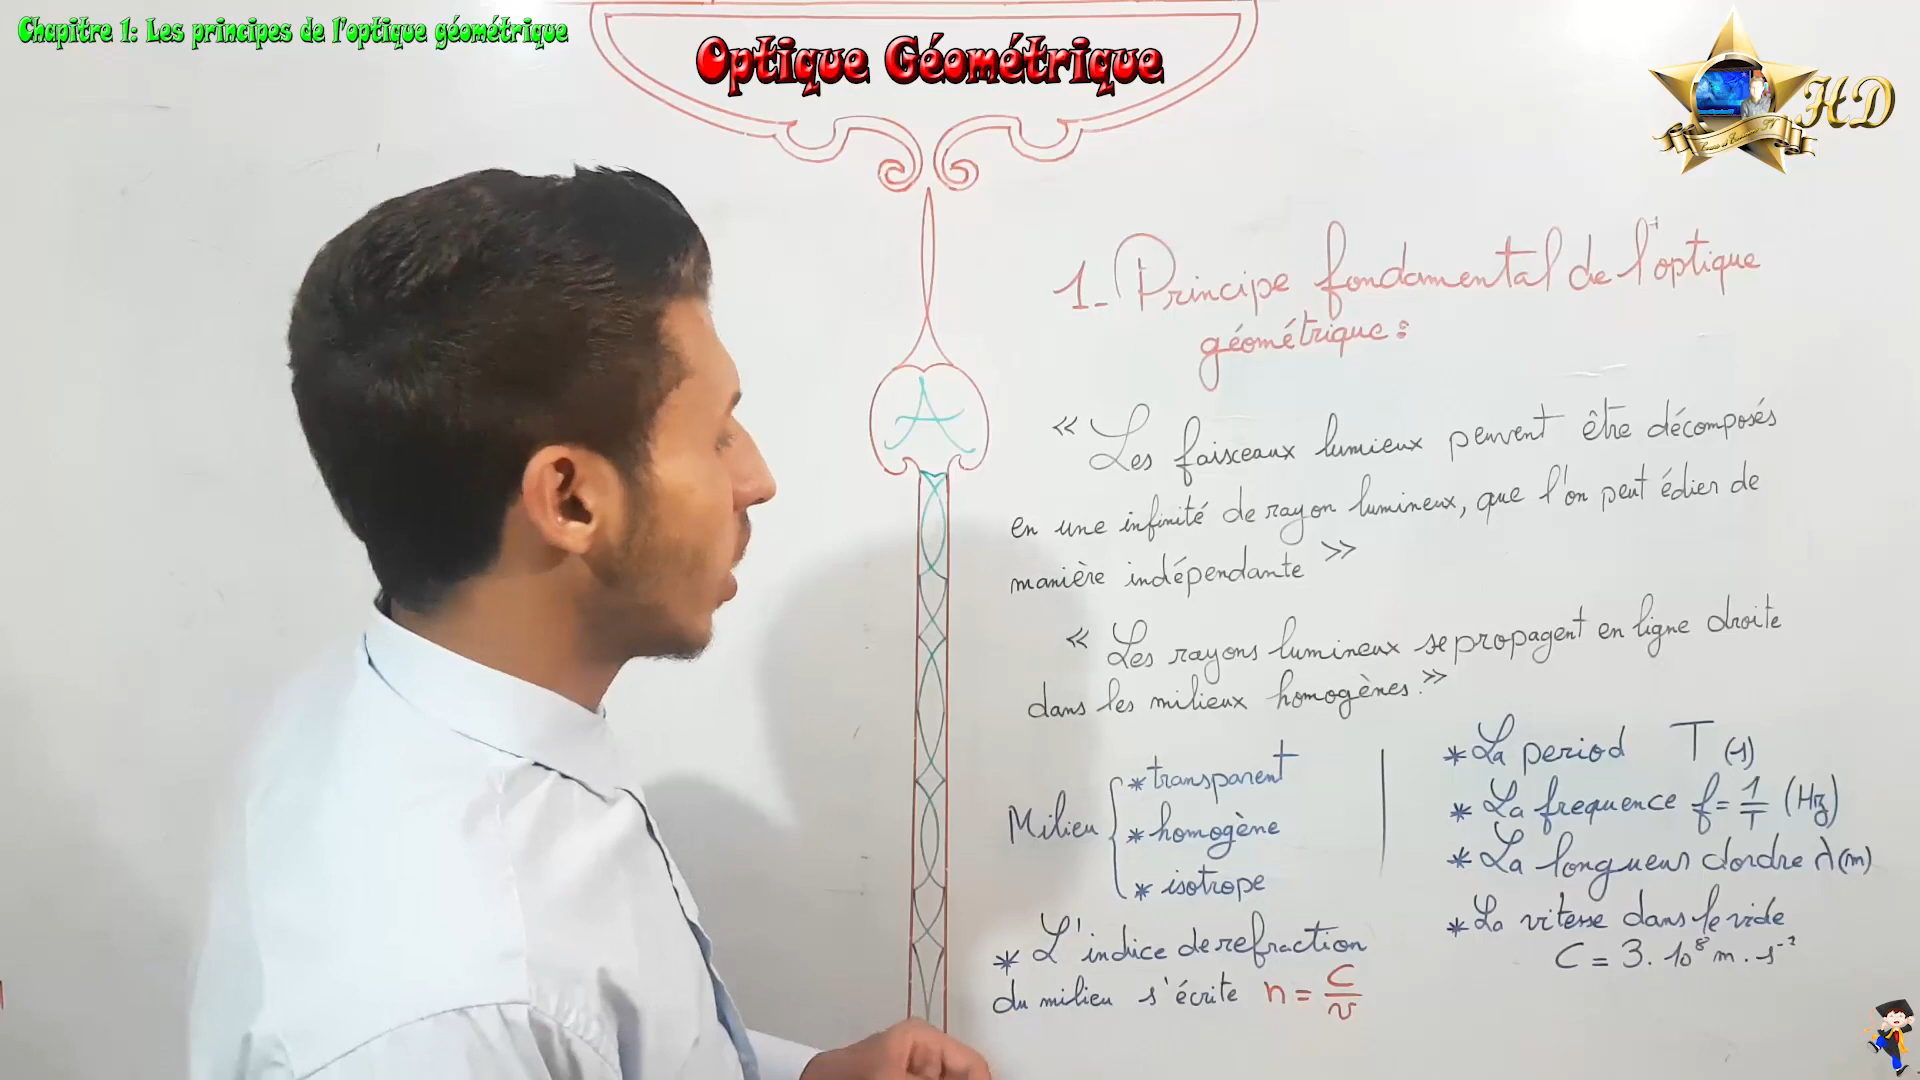 Chapitre 1: Les principes de l'optique géométrique
Optique Géométrique
HD
A
1- Principe fondamental de l'optique
géométrique:
« Les faisceaux lumieux peuvent être décomposés
en une infinité de rayon lumineux, que l'on peut édier de
manière indépendante »
« Les rayons lumineux se propagent en ligne droite
dans les milieux homogènes.»
Milieu
* transparent
* homogène
* isotrope
* L'indice de refraction
du milieu s'écrite n = C/v
* La period T (s)
* La frequence f = 1/T (Hz)
* La longueur d'ordre λ(m)
* La vitesse dans le vide
C = 3. 10⁸ m . s⁻¹